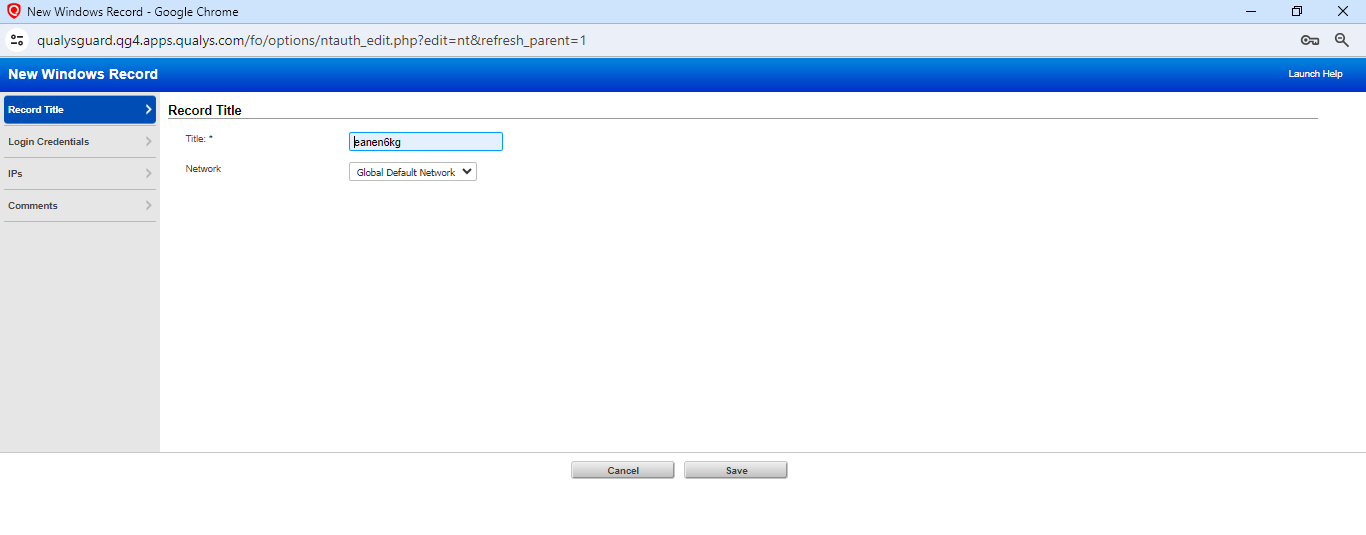 New Windows Record - Google Chrome
qualysguard.qg4.apps.qualys.com/fo/options/ntauth_edit.php?edit=nt&refresh_parent=1
New Windows Record
Launch Help
Record Title
Login Credentials
IPs
Comments
Record Title
Title: *
eanen6kg
Network
Global Default Network
Cancel
Save